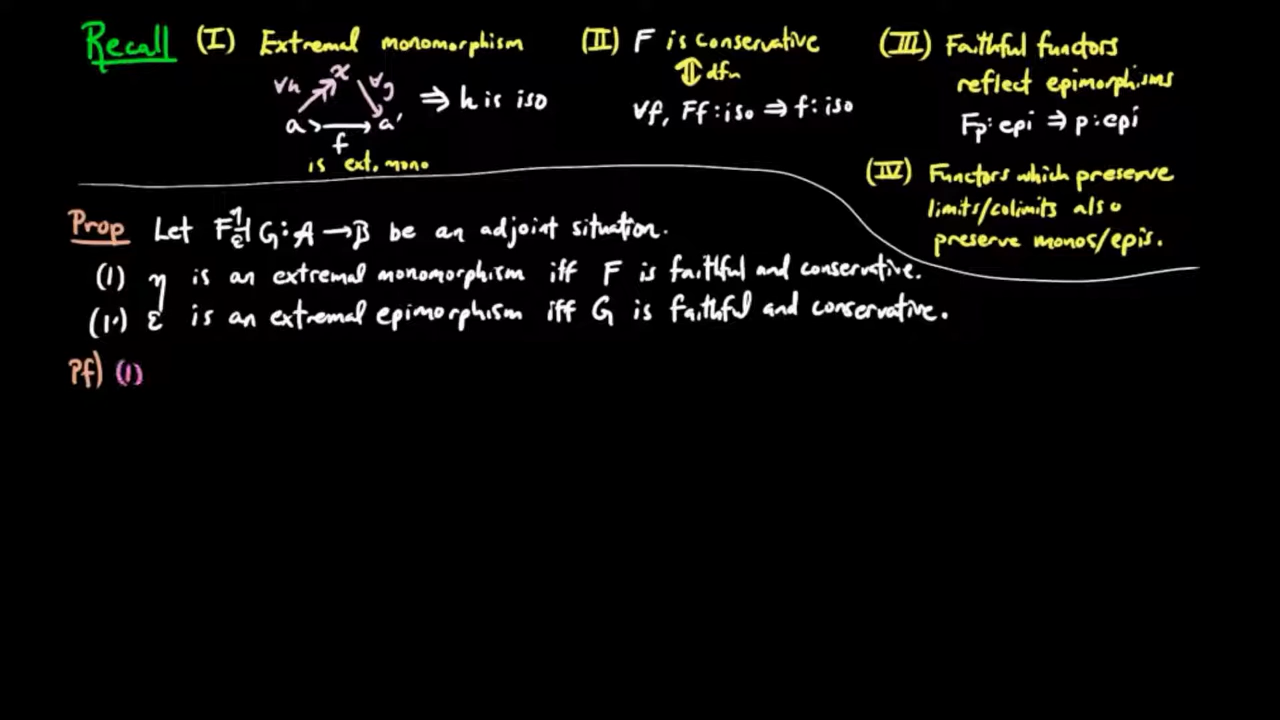 Recall (I) Extremal monomorphism
∀h x ∀g
a f a' ⇒ h is iso
is ext. mono
(II) F is conservative
⇕ dfn
∀f, Ff : iso ⇒ f : iso
(III) Faithful functors
reflect epimorphisms
Fp : epi ⇒ p : epi
(IV) Functors which preserve
limits/colimits also
preserve monos/epis.
Prop Let F η⊣ε G : A → B be an adjoint situation.
(1) η is an extremal monomorphism iff F is faithful and conservative.
(1·) ε is an extremal epimorphism iff G is faithful and conservative.
Pf) (1)